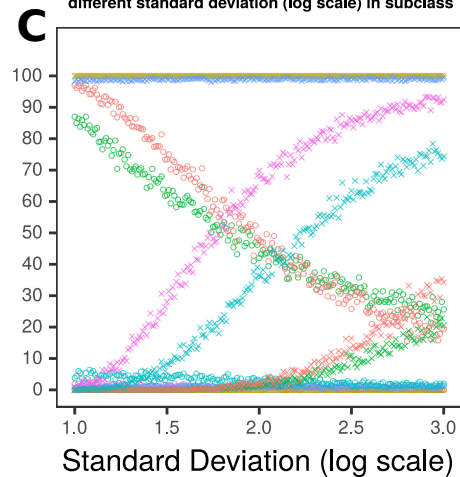 different standard deviation (log scale) in subclass
C
100
90
80
70
60
50
40
30
20
10
0
1.0 1.5 2.0 2.5 3.0
Standard Deviation (log scale)